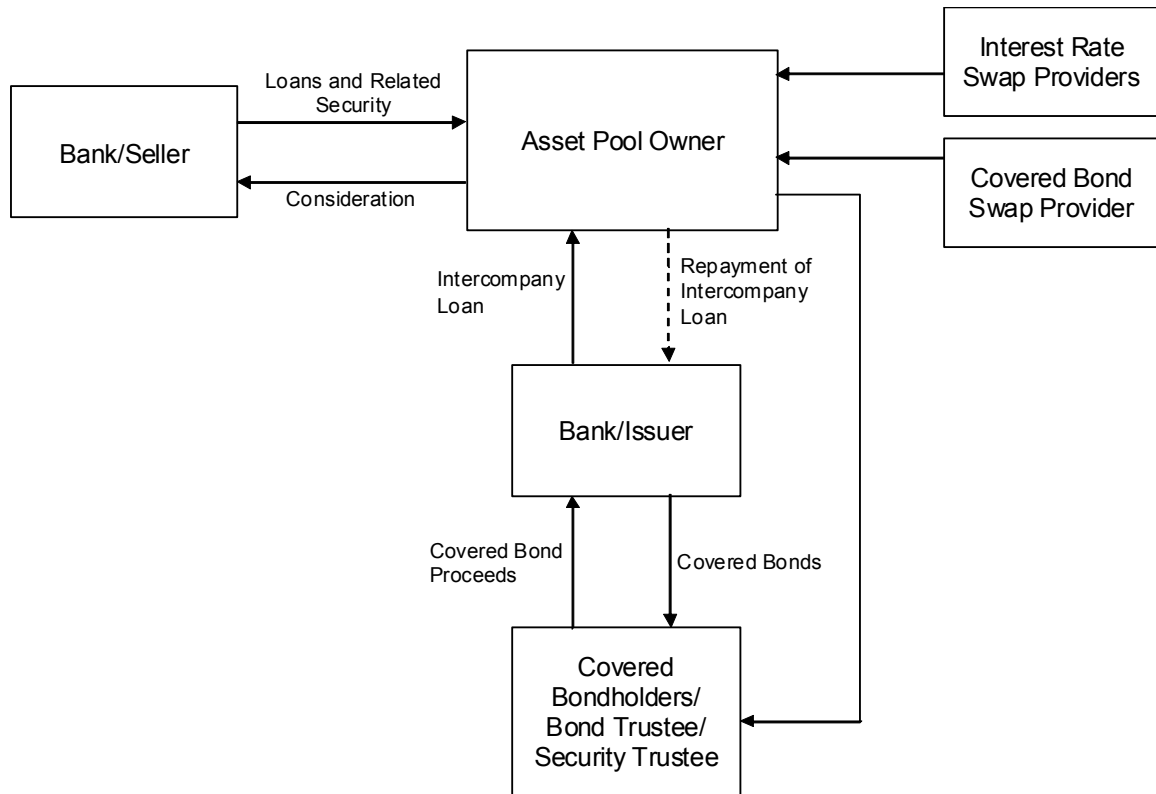 Interest Rate
Swap Providers
Loans and Related
Security
Bank/Seller
Asset Pool Owner
Consideration
Covered Bond
Swap Provider
Intercompany
Loan
Repayment of
Intercompany
Loan
Bank/Issuer
Covered Bond
Proceeds
Covered Bonds
Covered
Bondholders/
Bond Trustee/
Security Trustee